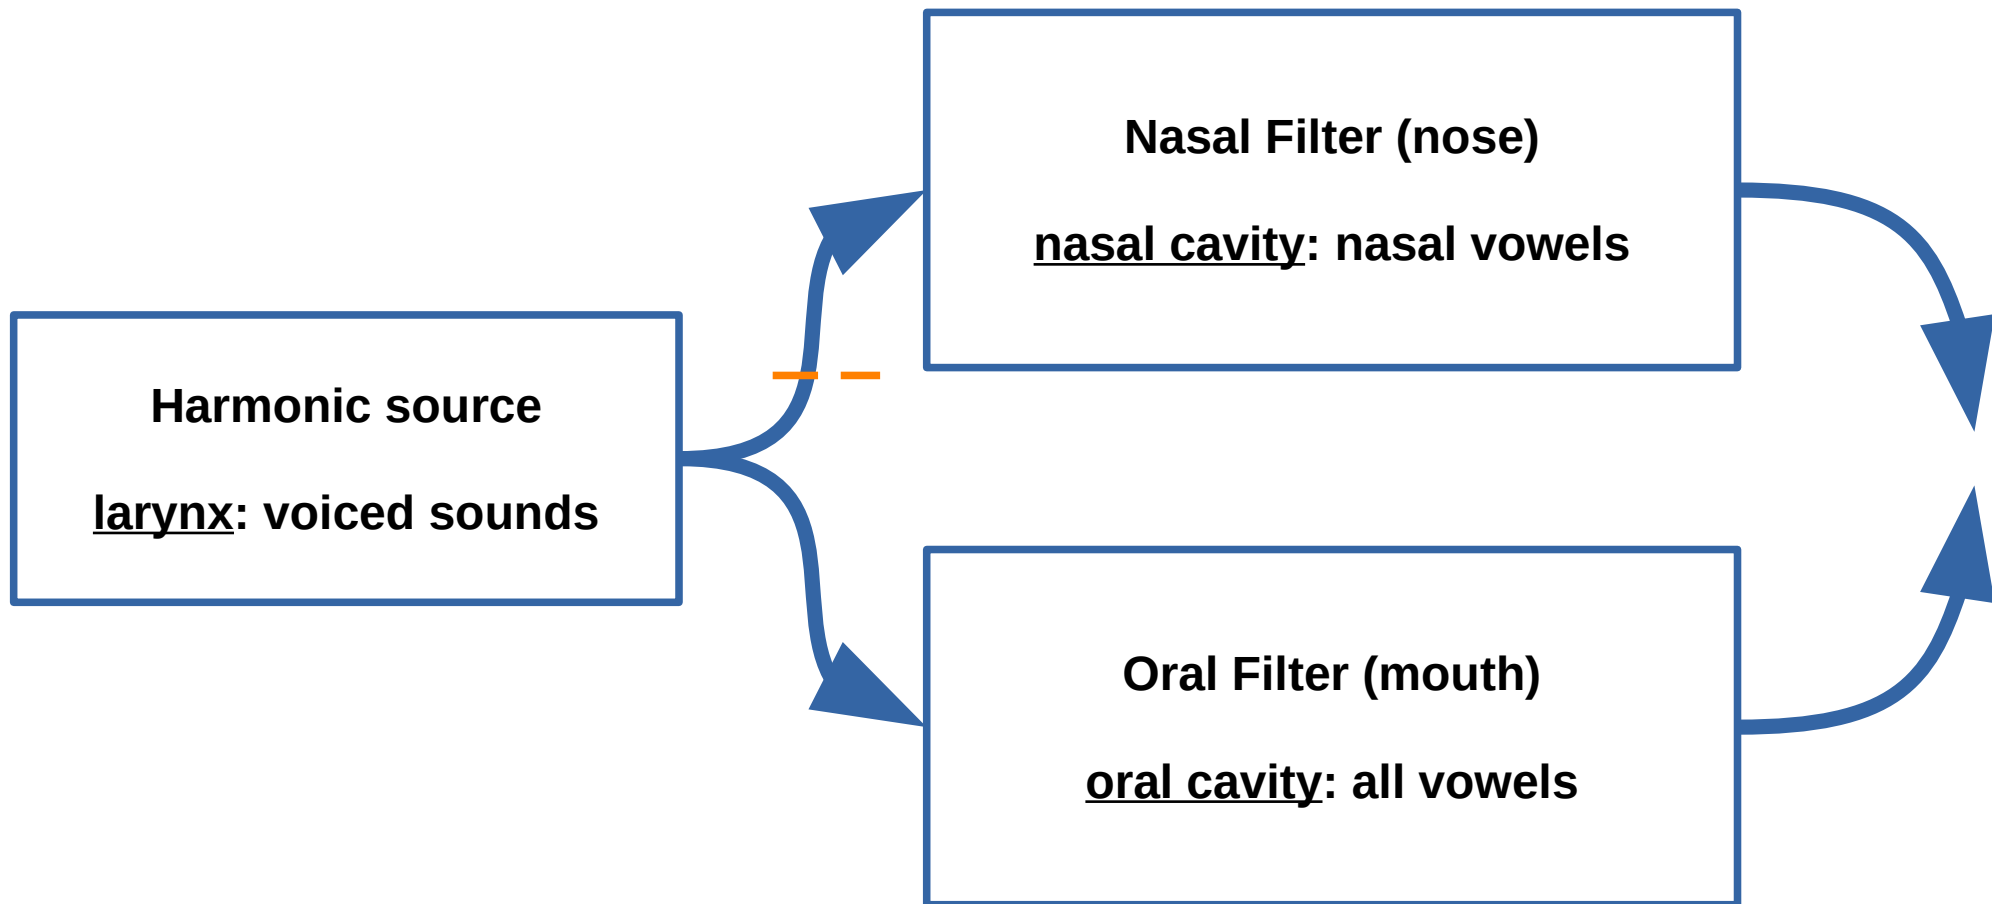 Nasal Filter (nose)
nasal cavity: nasal vowels
Harmonic source
larynx: voiced sounds
Oral Filter (mouth)
oral cavity: all vowels